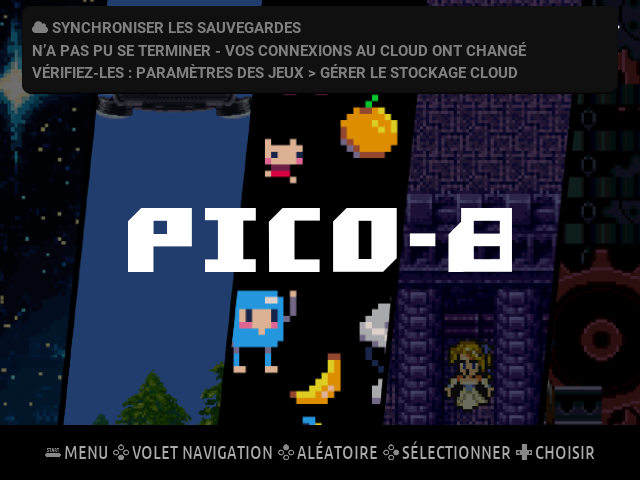 SYNCHRONISER LES SAUVEGARDES
N'A PAS PU SE TERMINER - VOS CONNEXIONS AU CLOUD ONT CHANGÉ
VÉRIFIEZ-LES : PARAMÈTRES DES JEUX > GÉRER LE STOCKAGE CLOUD
PICO-8
START MENU VOLET NAVIGATION ALÉATOIRE SÉLECTIONNER CHOISIR